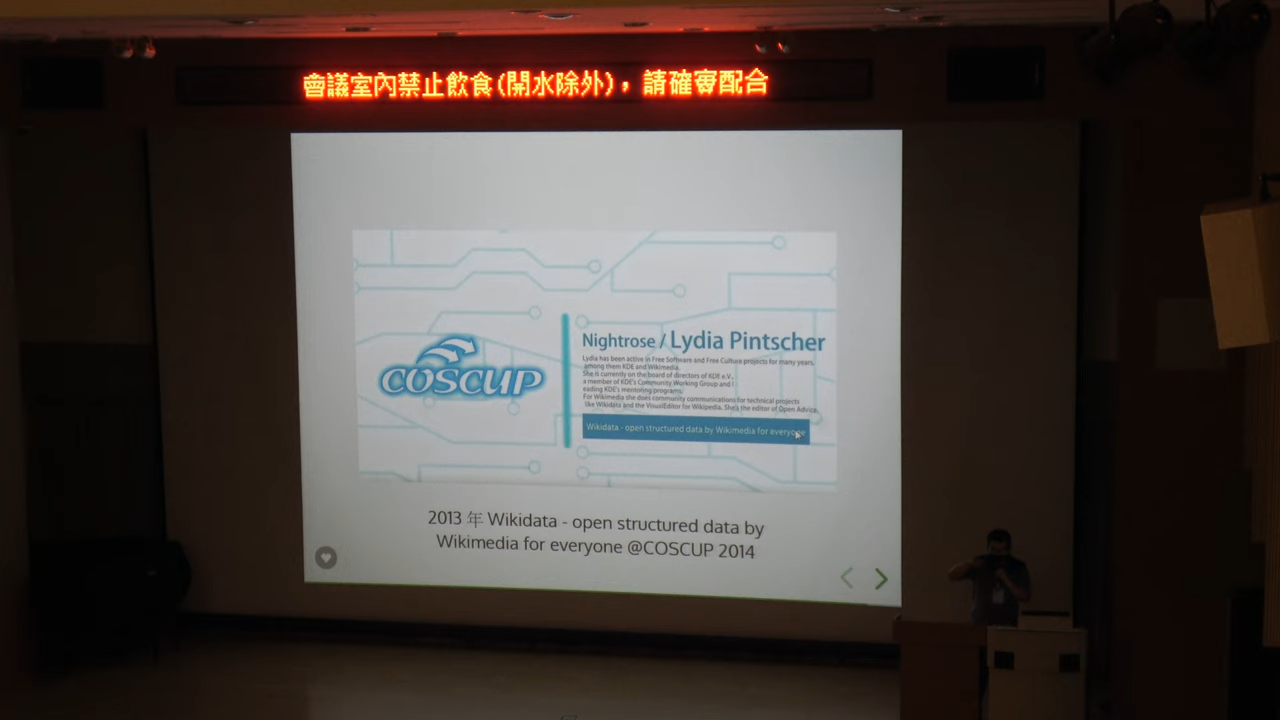 會議室內禁止飲食(開水除外)，請確實配合
COSCUP
Nightrose / Lydia Pintscher
Lydia has been active in Free Software and Free Culture projects for many years,
among them KDE and Wikimedia.
She is currently on the board of directors of KDE e.V.,
a member of KDE's Community Working Group and l
eading KDE's mentoring programs.
For Wikimedia she does community communications for technical projects
like Wikidata and the VisualEditor for Wikipedia. She's the editor of Open Advice.
Wikidata - open structured data by Wikimedia for everyone
2013 年 Wikidata - open structured data by
Wikimedia for everyone @COSCUP 2014